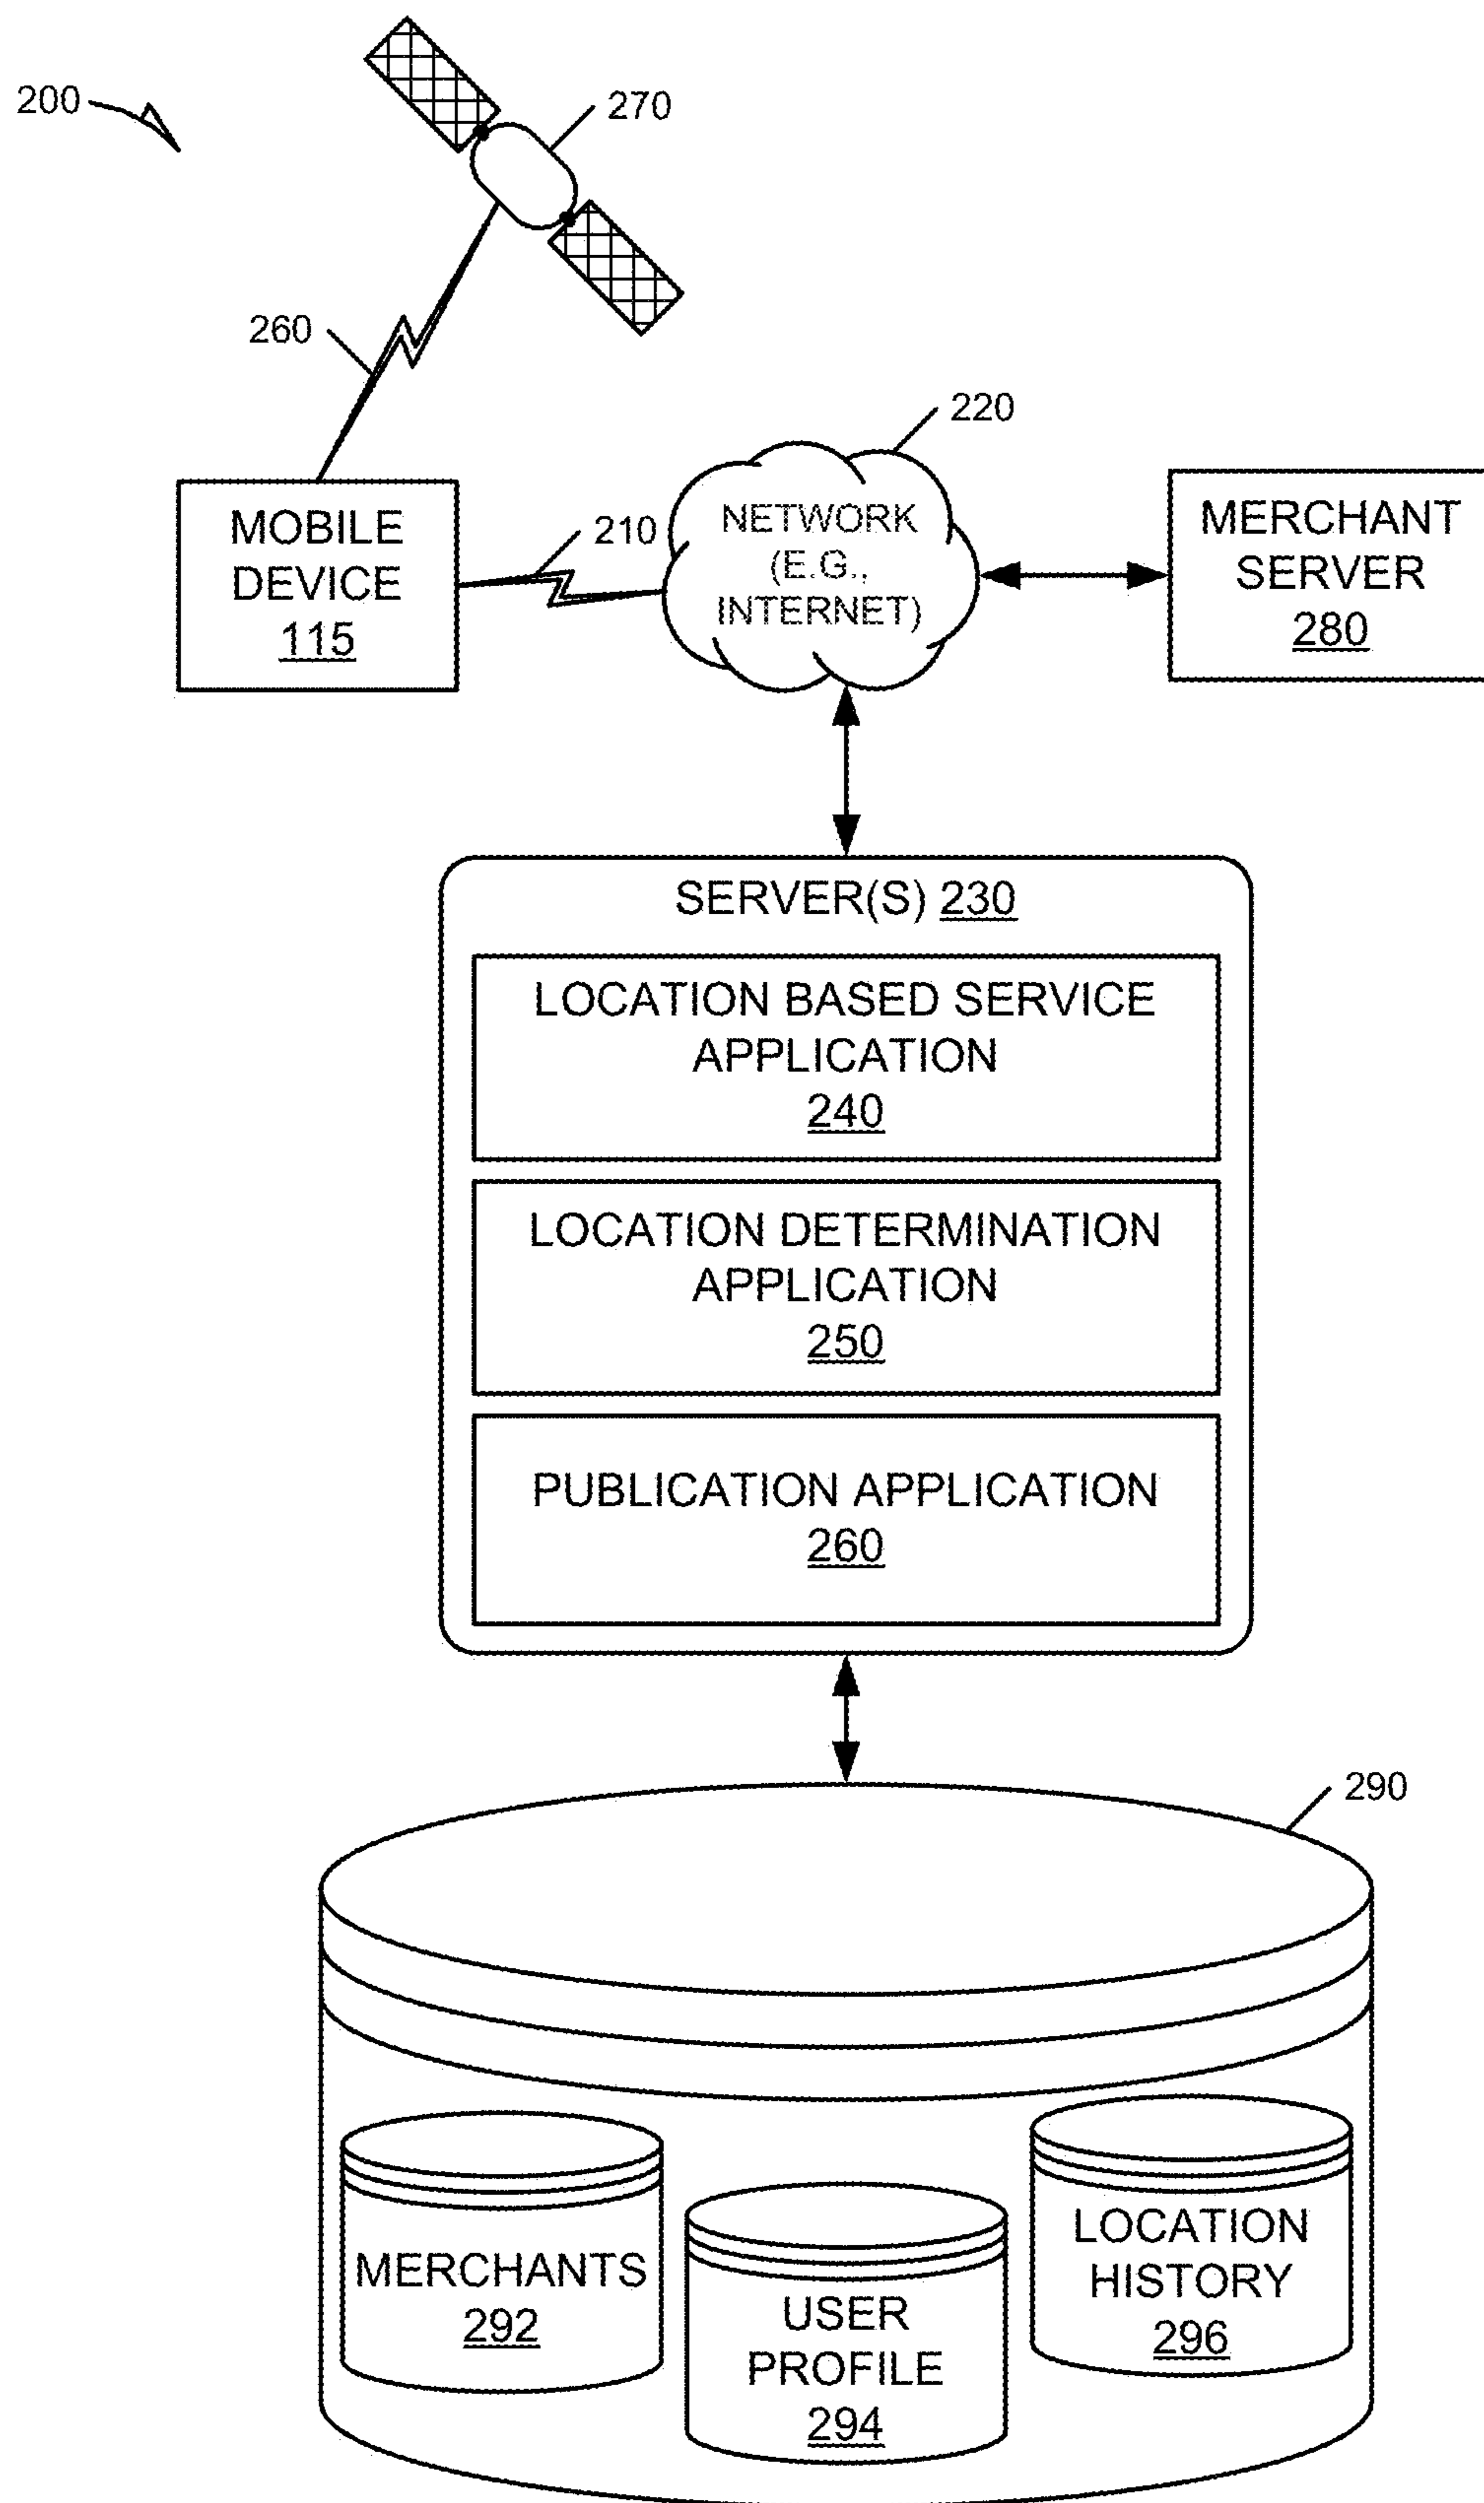 200
270
260
220
MOBILE
DEVICE
115
210
NETWORK
(E.G.,
INTERNET)
MERCHANT
SERVER
280
SERVER(S) 230
LOCATION BASED SERVICE
APPLICATION
240
LOCATION DETERMINATION
APPLICATION
250
PUBLICATION APPLICATION
260
290
MERCHANTS
292
USER
PROFILE
294
LOCATION
HISTORY
296